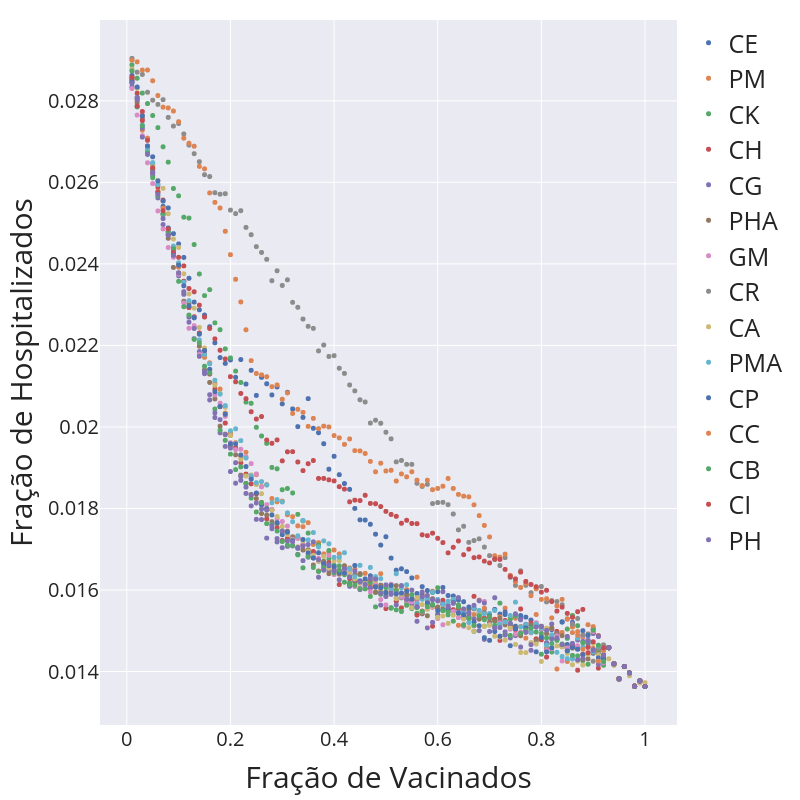 Fração de Hospitalizados
0.028
0.026
0.024
0.022
0.02
0.018
0.016
0.014
0
0.2
0.4
0.6
0.8
1
Fração de Vacinados
CE
PM
CK
CH
CG
PHA
GM
CR
CA
PMA
CP
CC
CB
CI
PH